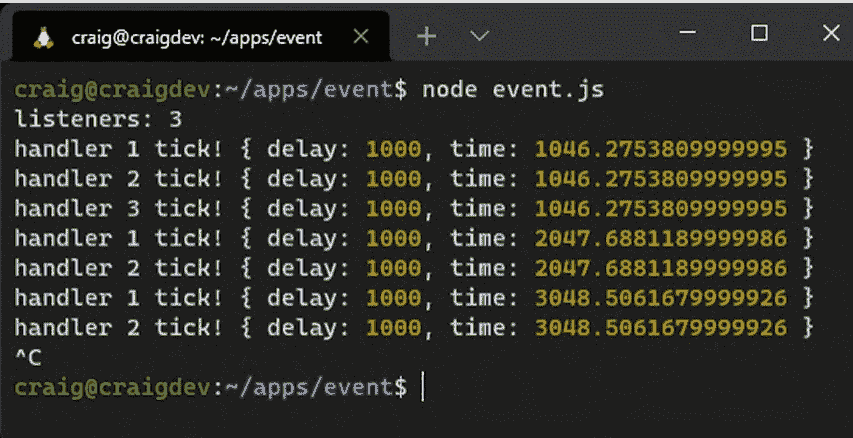 craig@craigdev: ~/apps/event
craig@craigdev:~/apps/event$ node event.js
listeners: 3
handler 1 tick! { delay: 1000, time: 1046.2753809999995 }
handler 2 tick! { delay: 1000, time: 1046.2753809999995 }
handler 3 tick! { delay: 1000, time: 1046.2753809999995 }
handler 1 tick! { delay: 1000, time: 2047.6881189999986 }
handler 2 tick! { delay: 1000, time: 2047.6881189999986 }
handler 1 tick! { delay: 1000, time: 3048.5061679999926 }
handler 2 tick! { delay: 1000, time: 3048.5061679999926 }
^C
craig@craigdev:~/apps/event$